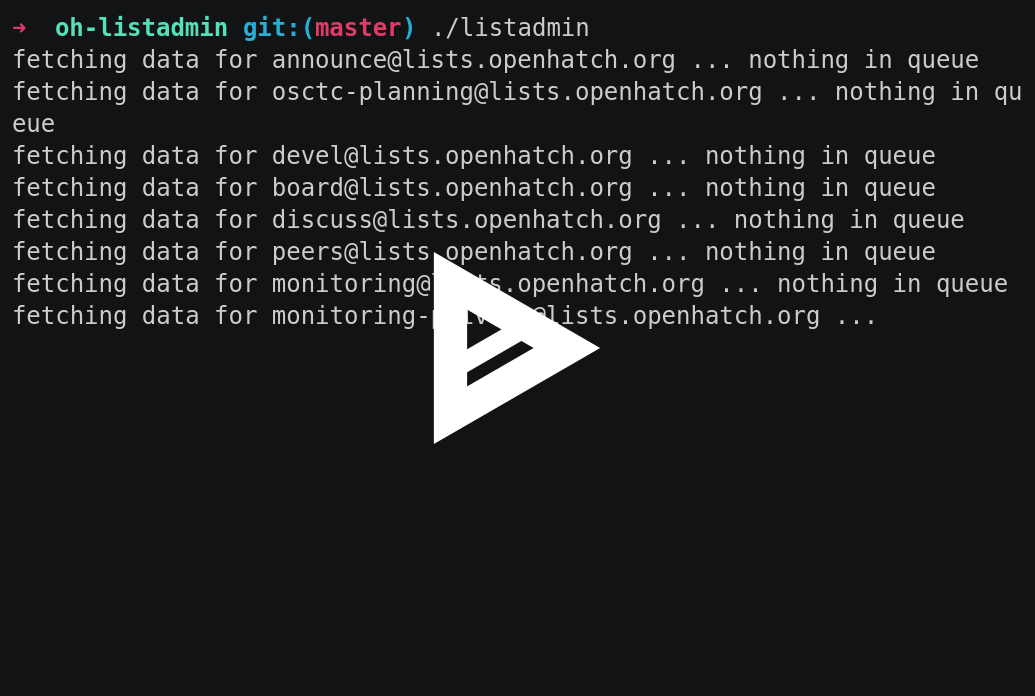 ➜  oh-listadmin git:(master) ./listadmin
fetching data for announce@lists.openhatch.org ... nothing in queue
fetching data for osctc-planning@lists.openhatch.org ... nothing in qu
eue
fetching data for devel@lists.openhatch.org ... nothing in queue
fetching data for board@lists.openhatch.org ... nothing in queue
fetching data for discuss@lists.openhatch.org ... nothing in queue
fetching data for peers@lists.openhatch.org ... nothing in queue
fetching data for monitoring@lists.openhatch.org ... nothing in queue
fetching data for monitoring-private@lists.openhatch.org ...